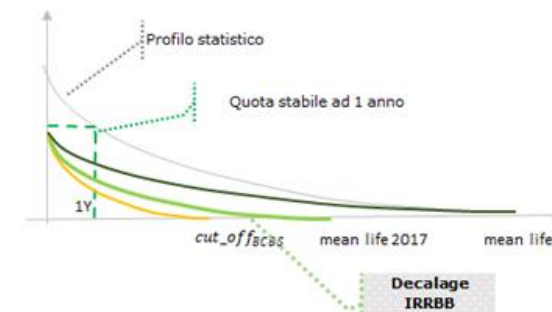 Profilo statistico
Quota stabile ad 1 anno
1Y
cut_off_BCBS mean life 2017 mean life
Decalage
IRRBB